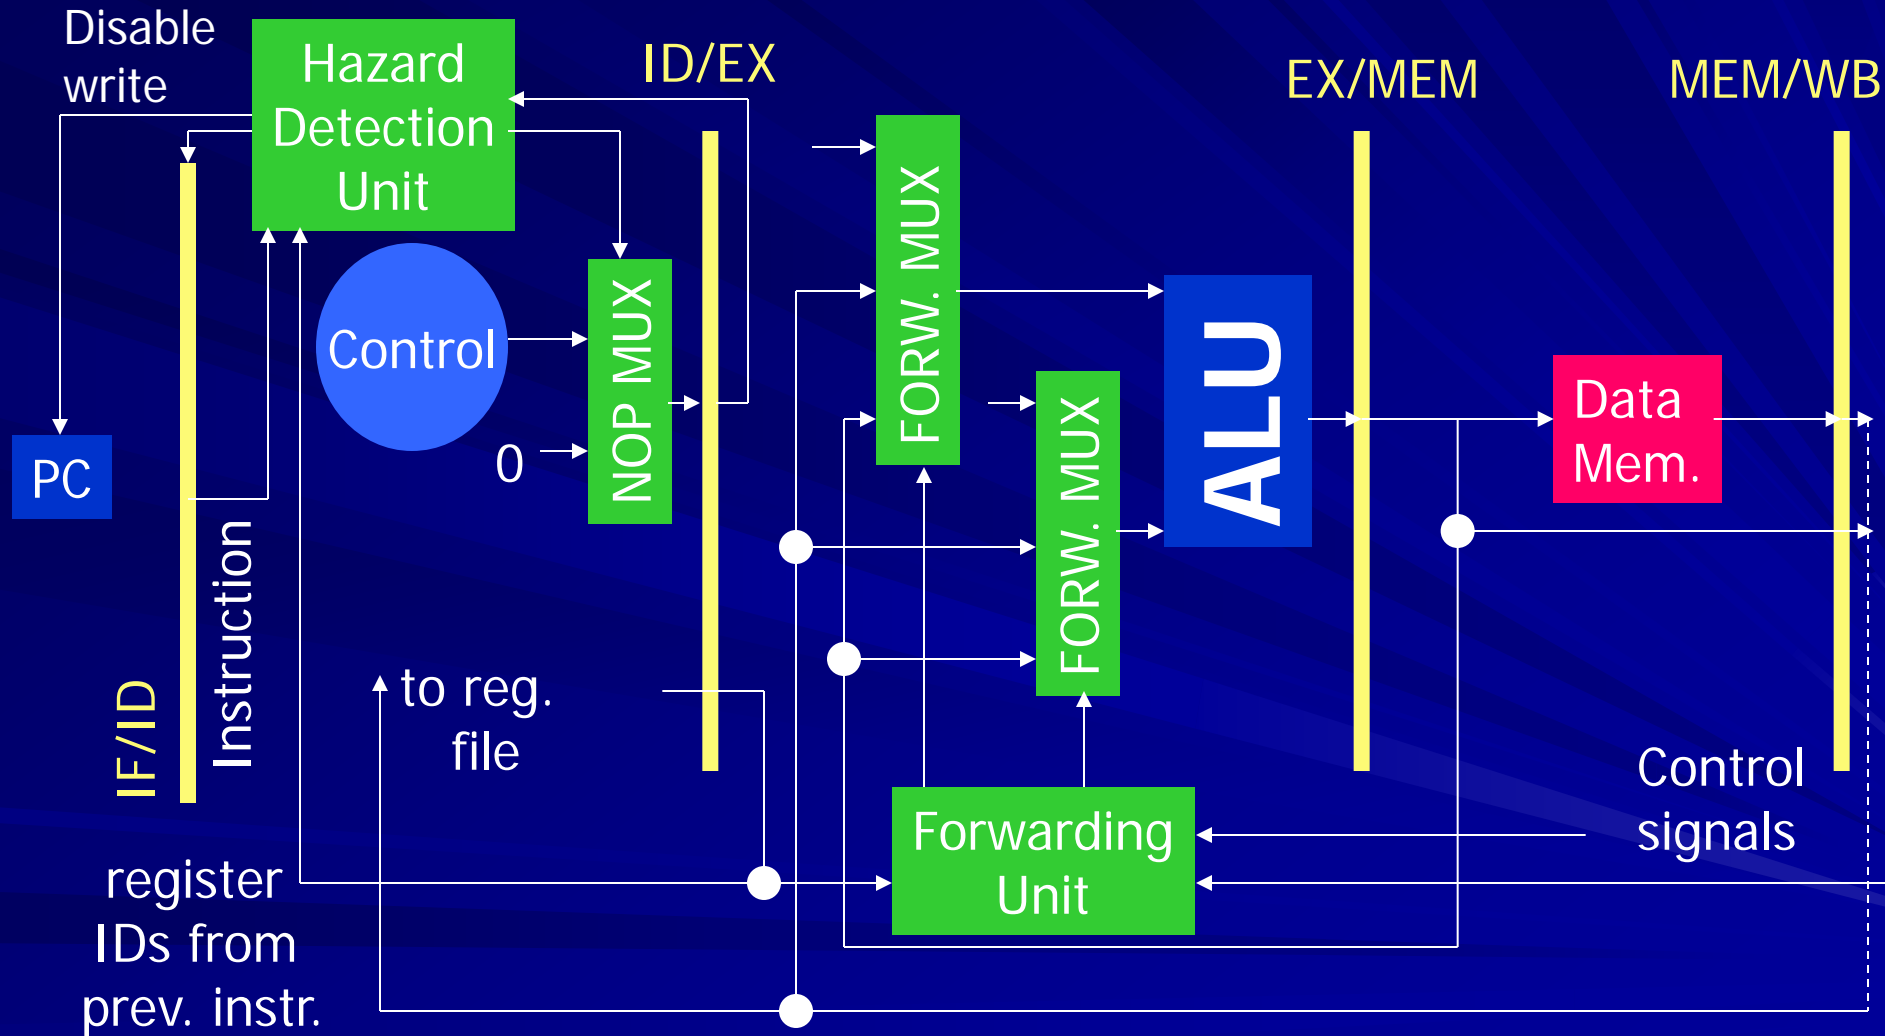 Disable
write
Hazard
Detection
Unit
ID/EX
EX/MEM
MEM/WB
Control
NOP MUX
0
FORW. MUX
FORW. MUX
ALU
Data
Mem.
PC
Instruction
IF/ID
to reg.
file
Control
signals
Forwarding
Unit
register
IDs from
prev. instr.